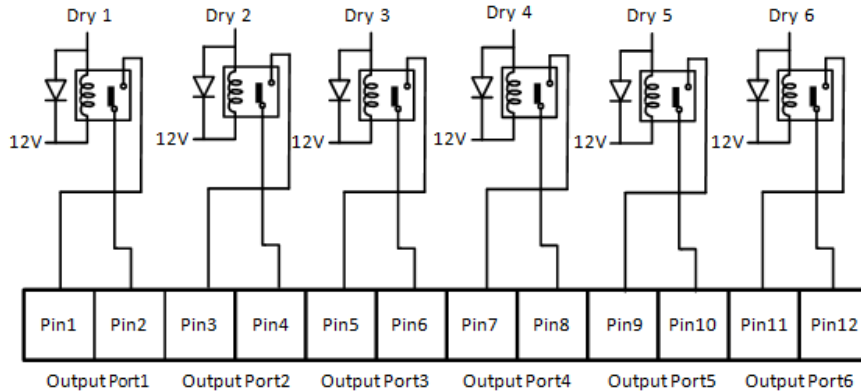 Dry 1 Dry 2 Dry 3 Dry 4 Dry 5 Dry 6
12V 12V 12V 12V 12V 12V
Pin1 Pin2 Pin3 Pin4 Pin5 Pin6 Pin7 Pin8 Pin9 Pin10 Pin11 Pin12
Output Port1 Output Port2 Output Port3 Output Port4 Output Port5 Output Port6